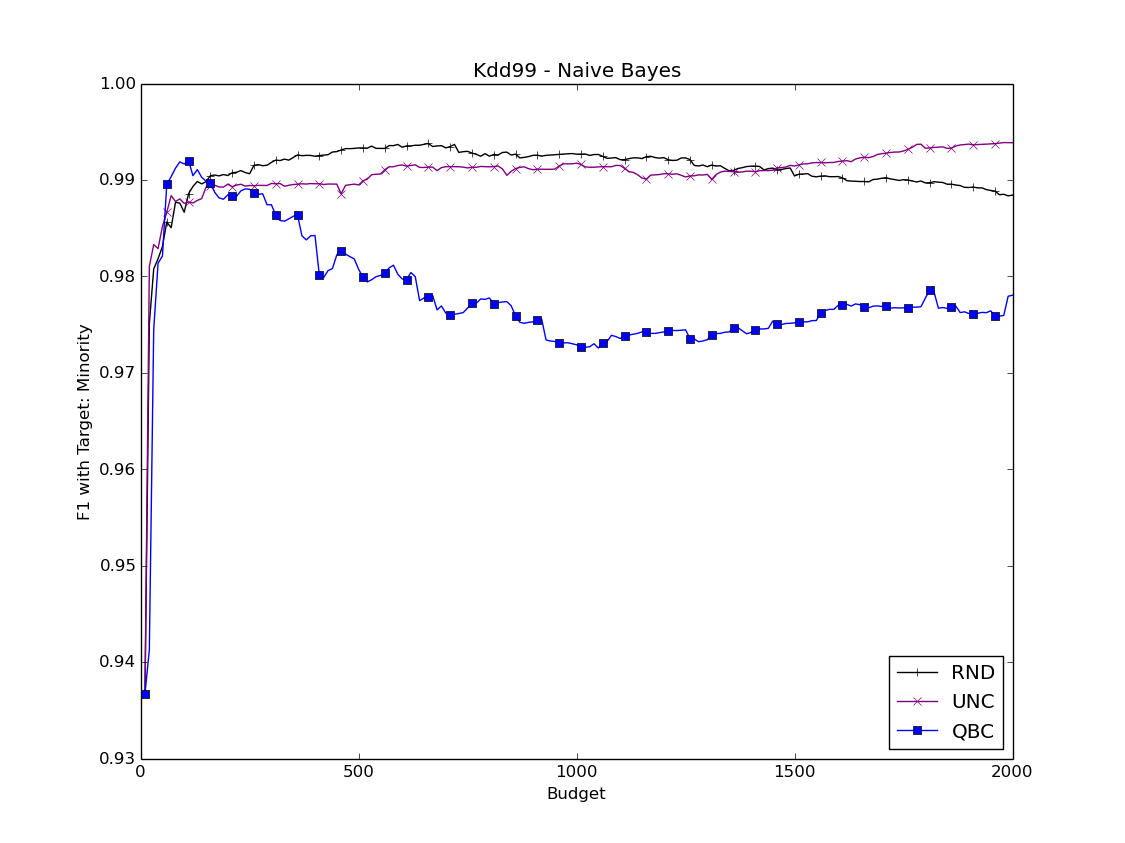 Kdd99 - Naive Bayes
1.00
0.99
0.98
0.97
0.96
0.95
0.94
0.93
F1 with Target: Minority
RND
UNC
QBC
0
500
1000
1500
2000
Budget